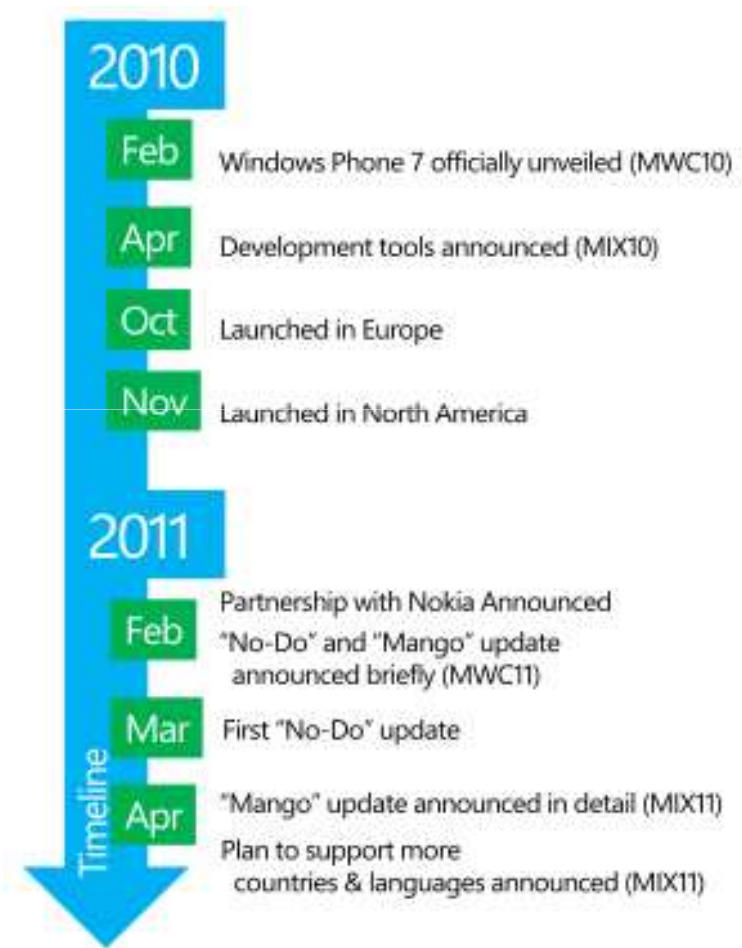 2010
Feb
Windows Phone 7 officially unveiled (MWC10)
Apr
Development tools announced (MIX10)
Oct
Launched in Europe
Nov
Launched in North America
2011
Feb
Partnership with Nokia Announced
"No-Do" and "Mango" update
announced briefly (MWC11)
Mar
First "No-Do" update
Apr
"Mango" update announced in detail (MIX11)
Plan to support more
countries & languages announced (MIX11)
Timeline